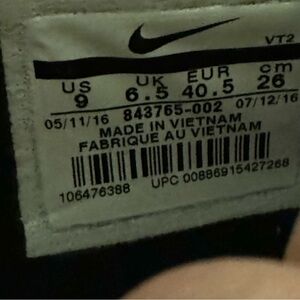 VT2
US UK EUR cm
9 6.5 40.5 26
05/11/16 843765-002 07/12/16
MADE IN VIETNAM
FABRIQUE AU VIETNAM
106476388 UPC 00886915427268